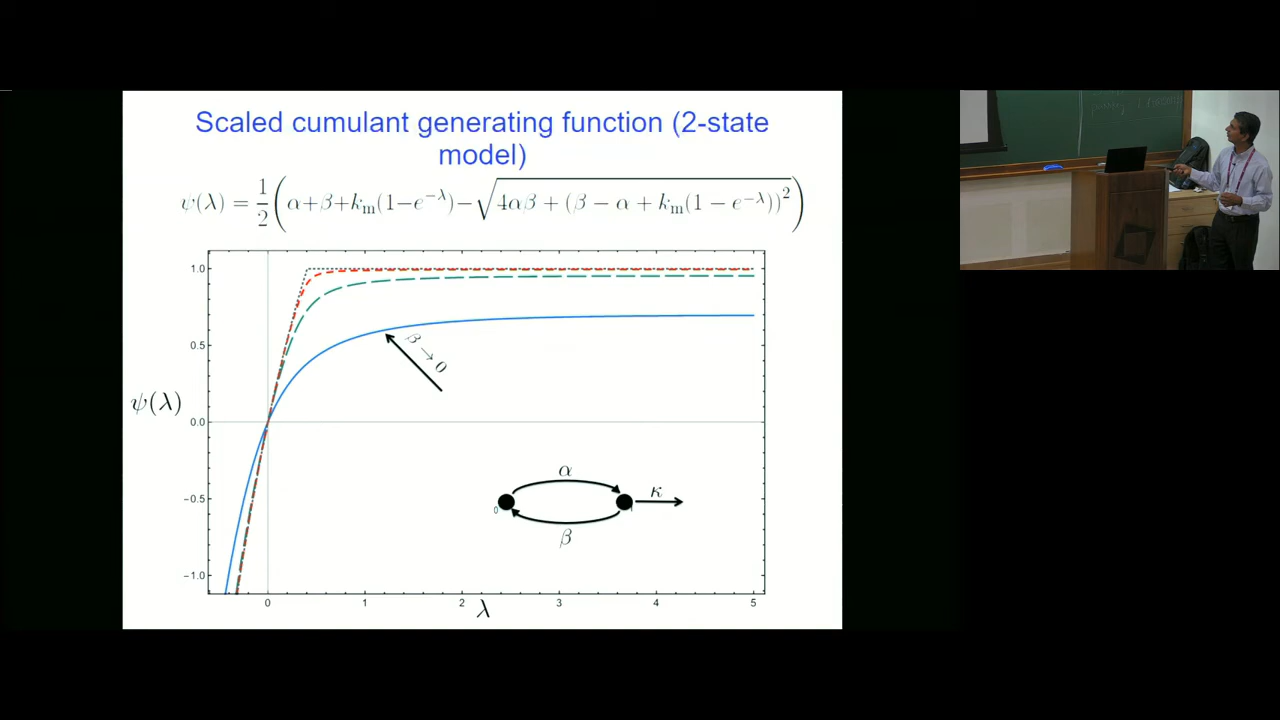 Scaled cumulant generating function (2-state
model)
ψ(λ) = 1/2 ( α+β+k_m(1−e^{−λ})−√(4αβ + (β − α + k_m(1 − e^{−λ}))²) )
1.0
0.5
β → 0
ψ(λ)
0.0
α
−0.5
κ
0
β
−1.0
0 1 2 3 4 5
λ